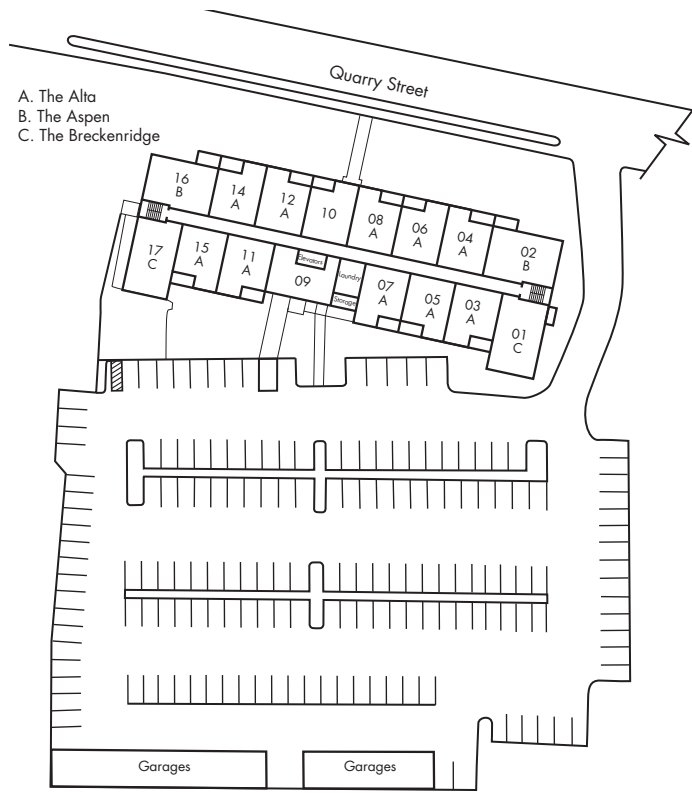 Quarry Street
A. The Alta
B. The Aspen
C. The Breckenridge
16
B
14
A
12
A
10
08
A
06
A
04
A
02
B
17
C
15
A
11
A
Elevators
09
Laundry
Storage
07
A
05
A
03
A
01
C
Garages
Garages